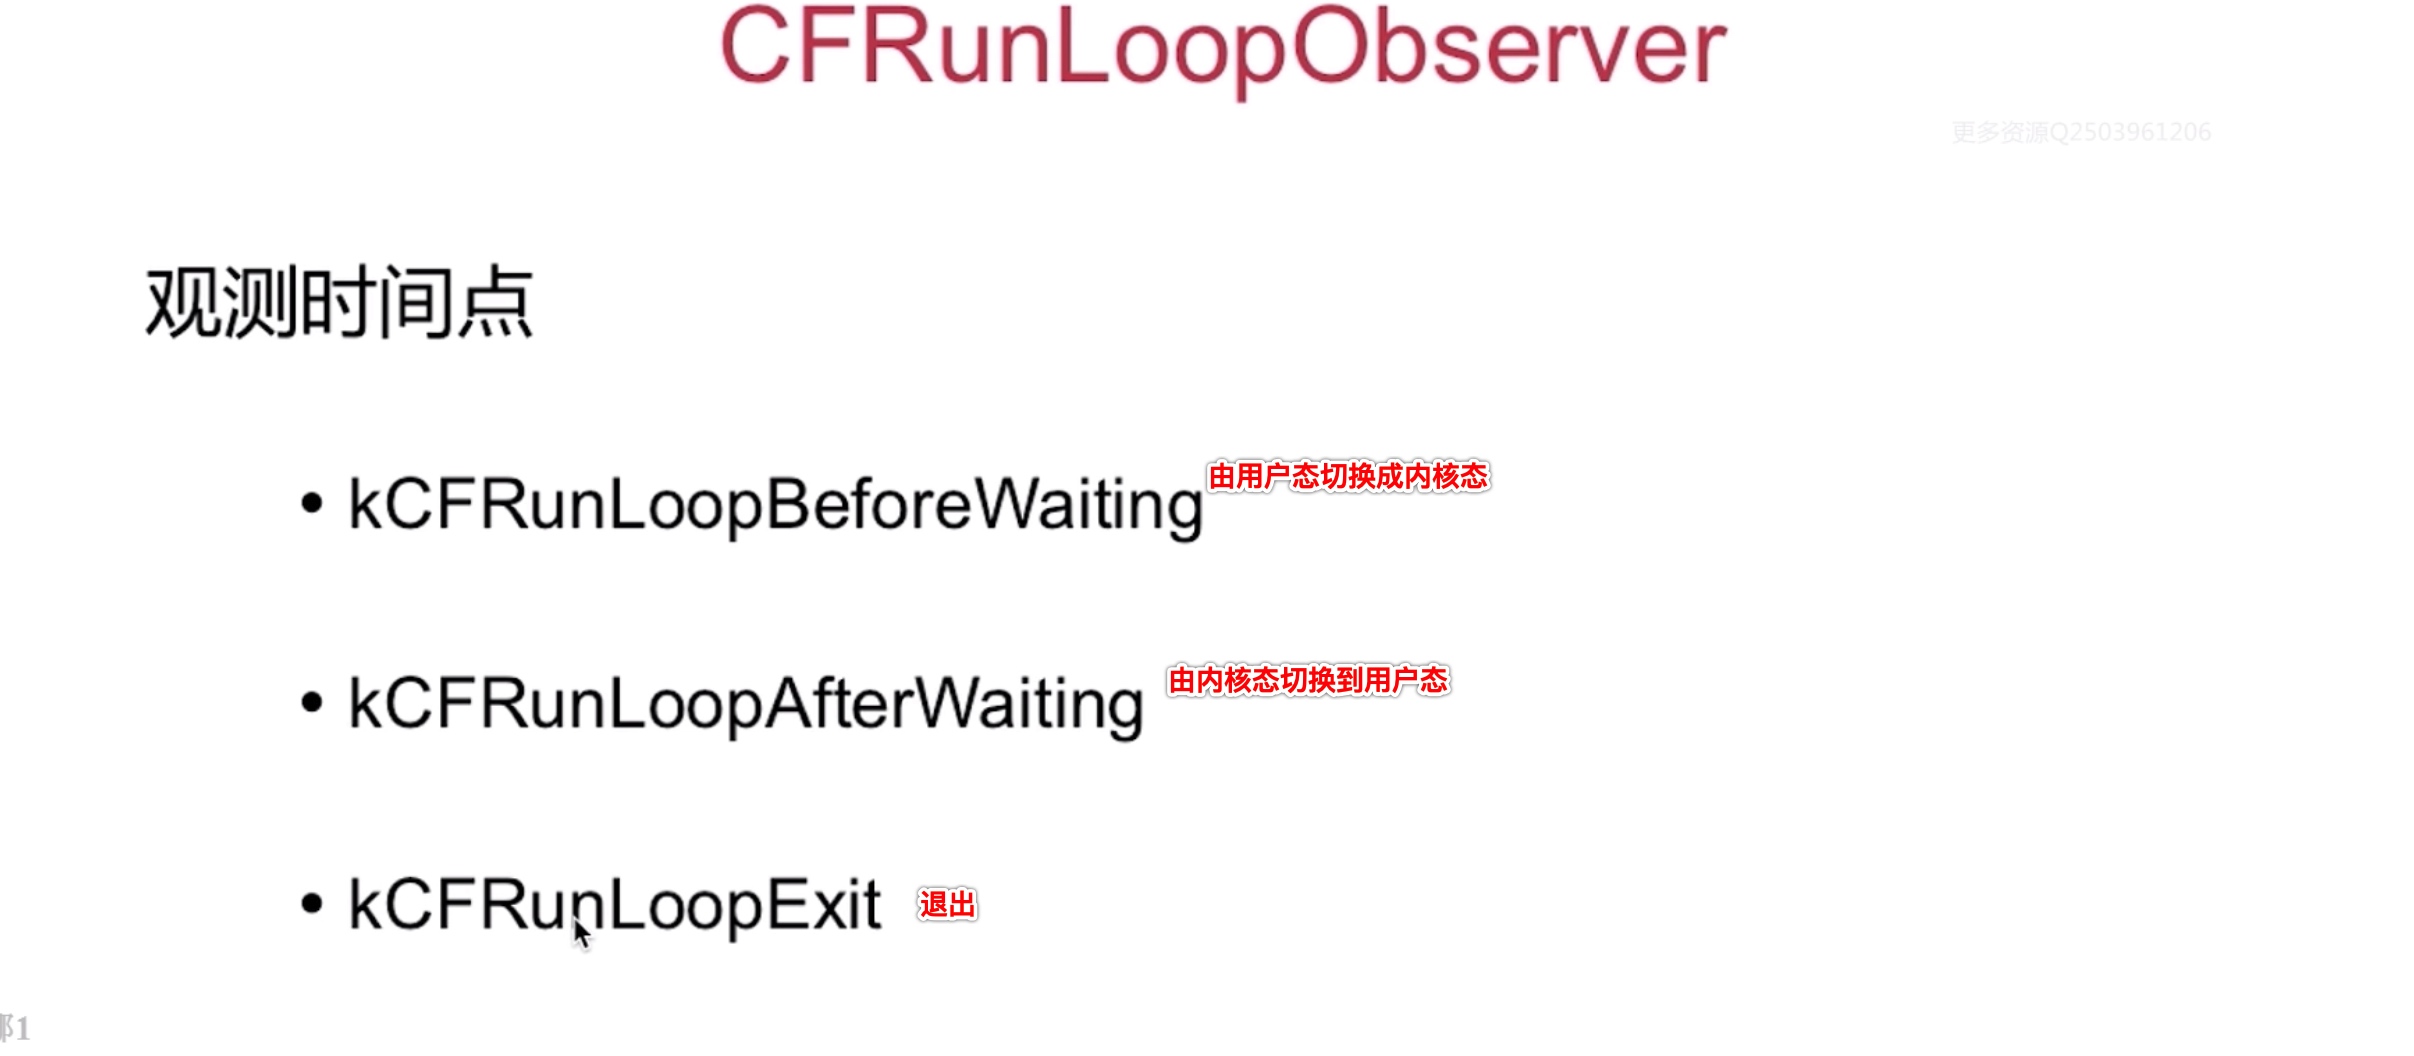 CFRunLoopObserver
更多资源Q2503961206
观测时间点
• kCFRunLoopBeforeWaiting 由用户态切换成内核态
• kCFRunLoopAfterWaiting 由内核态切换到用户态
• kCFRunLoopExit 退出
1